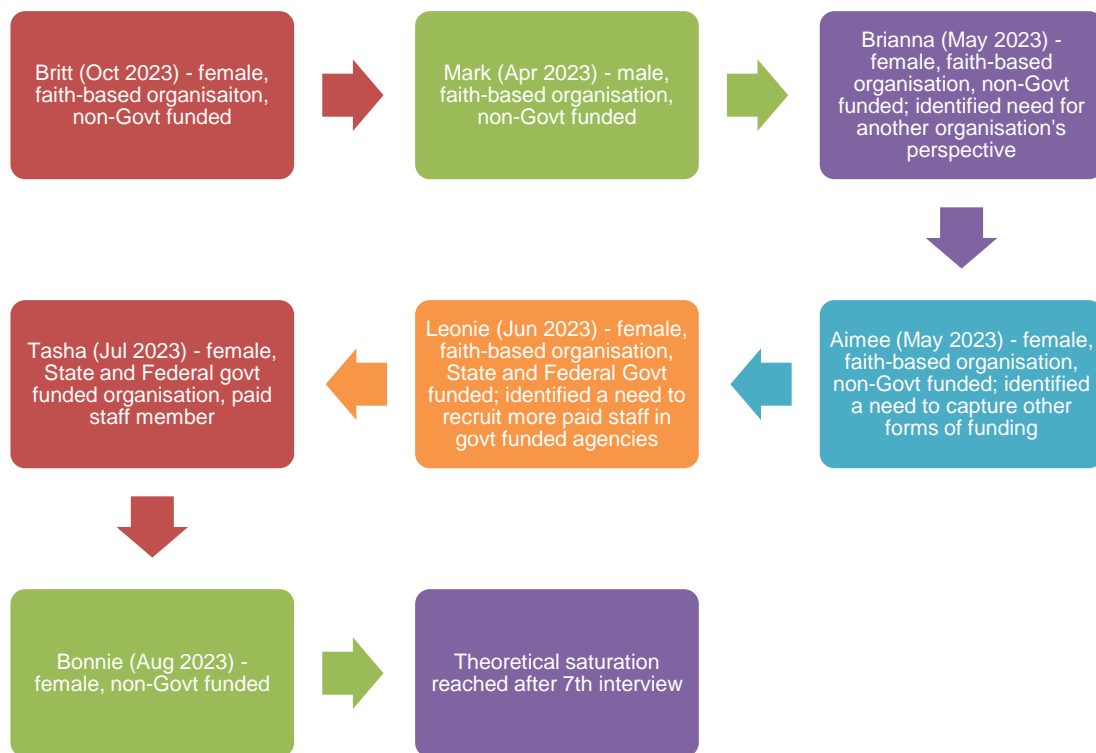 Britt (Oct 2023) - female,
faith-based organisaiton,
non-Govt funded
Mark (Apr 2023) - male,
faith-based organisation,
non-Govt funded
Brianna (May 2023) -
female, faith-based
organisation, non-Govt
funded; identified need for
another organisation's
perspective
Aimee (May 2023) - female,
faith-based organisation,
non-Govt funded; identified
a need to capture other
forms of funding
Leonie (Jun 2023) - female,
faith-based organisation,
State and Federal Govt
funded; identified a need to
recruit more paid staff in
govt funded agencies
Tasha (Jul 2023) - female,
State and Federal govt
funded organisation, paid
staff member
Bonnie (Aug 2023) -
female, non-Govt funded
Theoretical saturation
reached after 7th interview